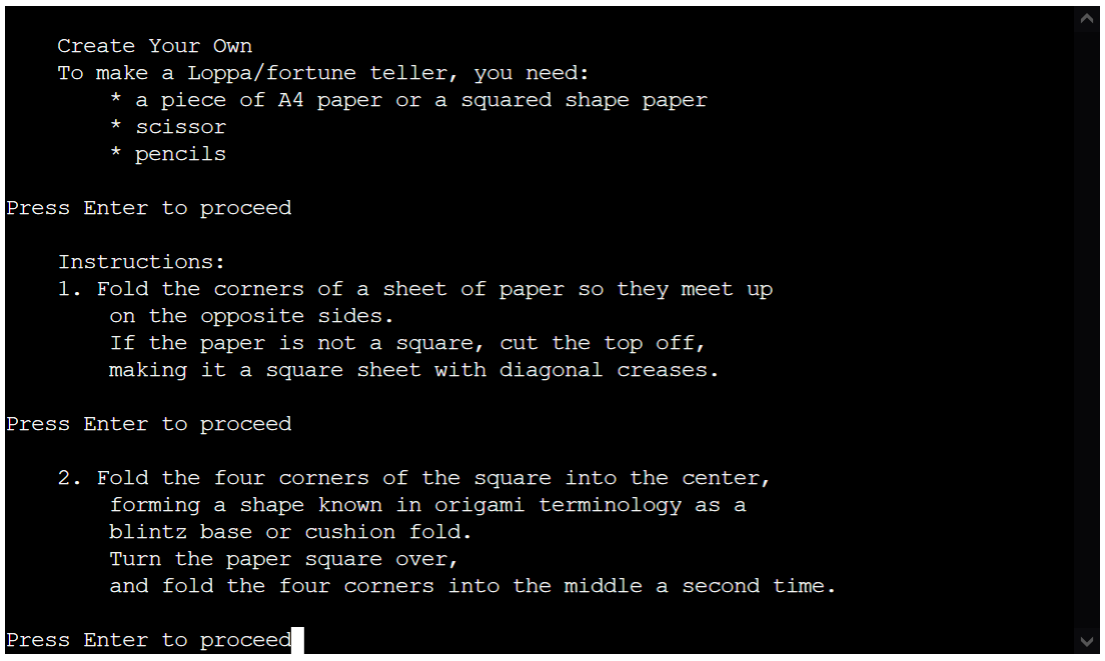 Create Your Own
To make a Loppa/fortune teller, you need:
* a piece of A4 paper or a squared shape paper
* scissor
* pencils
Press Enter to proceed
Instructions:
1. Fold the corners of a sheet of paper so they meet up
on the opposite sides.
If the paper is not a square, cut the top off,
making it a square sheet with diagonal creases.
Press Enter to proceed
2. Fold the four corners of the square into the center,
forming a shape known in origami terminology as a
blintz base or cushion fold.
Turn the paper square over,
and fold the four corners into the middle a second time.
Press Enter to proceed